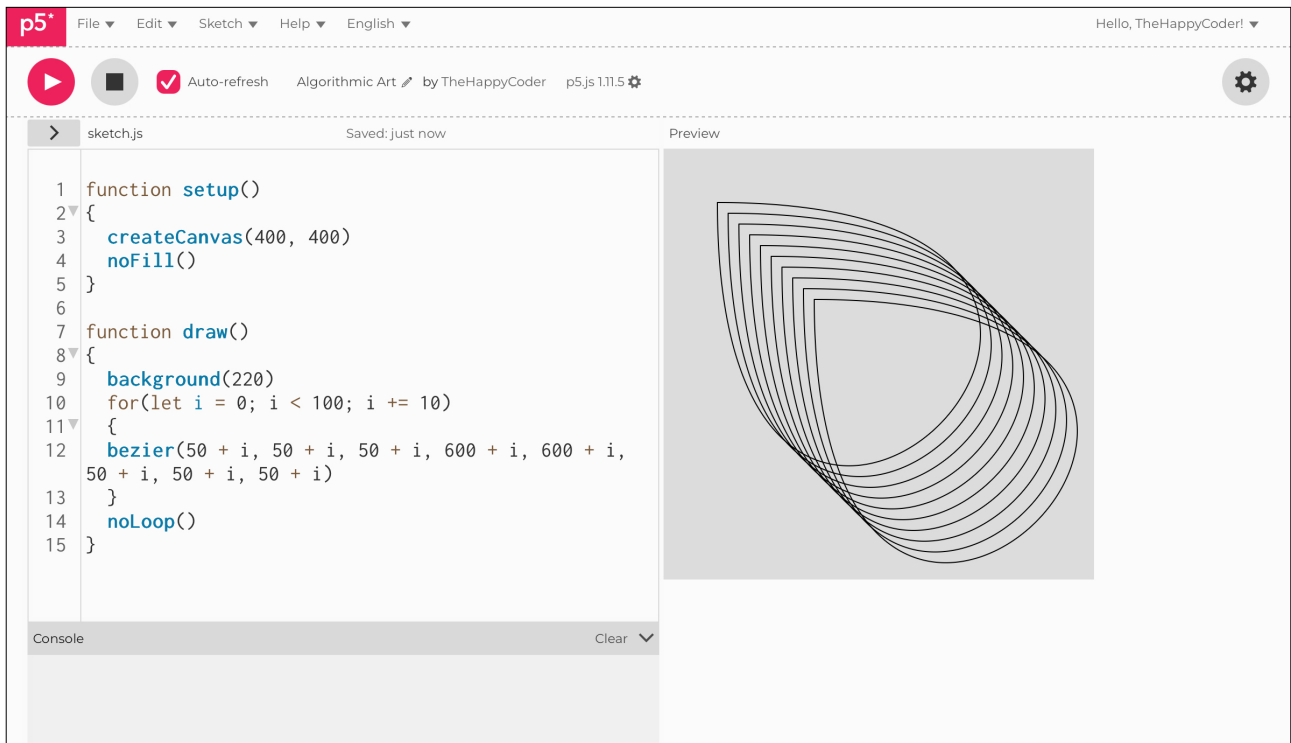 p5* File Edit Sketch Help English Hello, TheHappyCoder!
Auto-refresh Algorithmic Art by TheHappyCoder p5.js 1.11.5
sketch.js Saved: just now Preview
1 function setup()
2 {
3 createCanvas(400, 400)
4 noFill()
5 }
6
7 function draw()
8 {
9 background(220)
10 for(let i = 0; i < 100; i += 10)
11 {
12 bezier(50 + i, 50 + i, 50 + i, 600 + i, 600 + i,
50 + i, 50 + i, 50 + i)
13 }
14 noLoop()
15 }
Console Clear